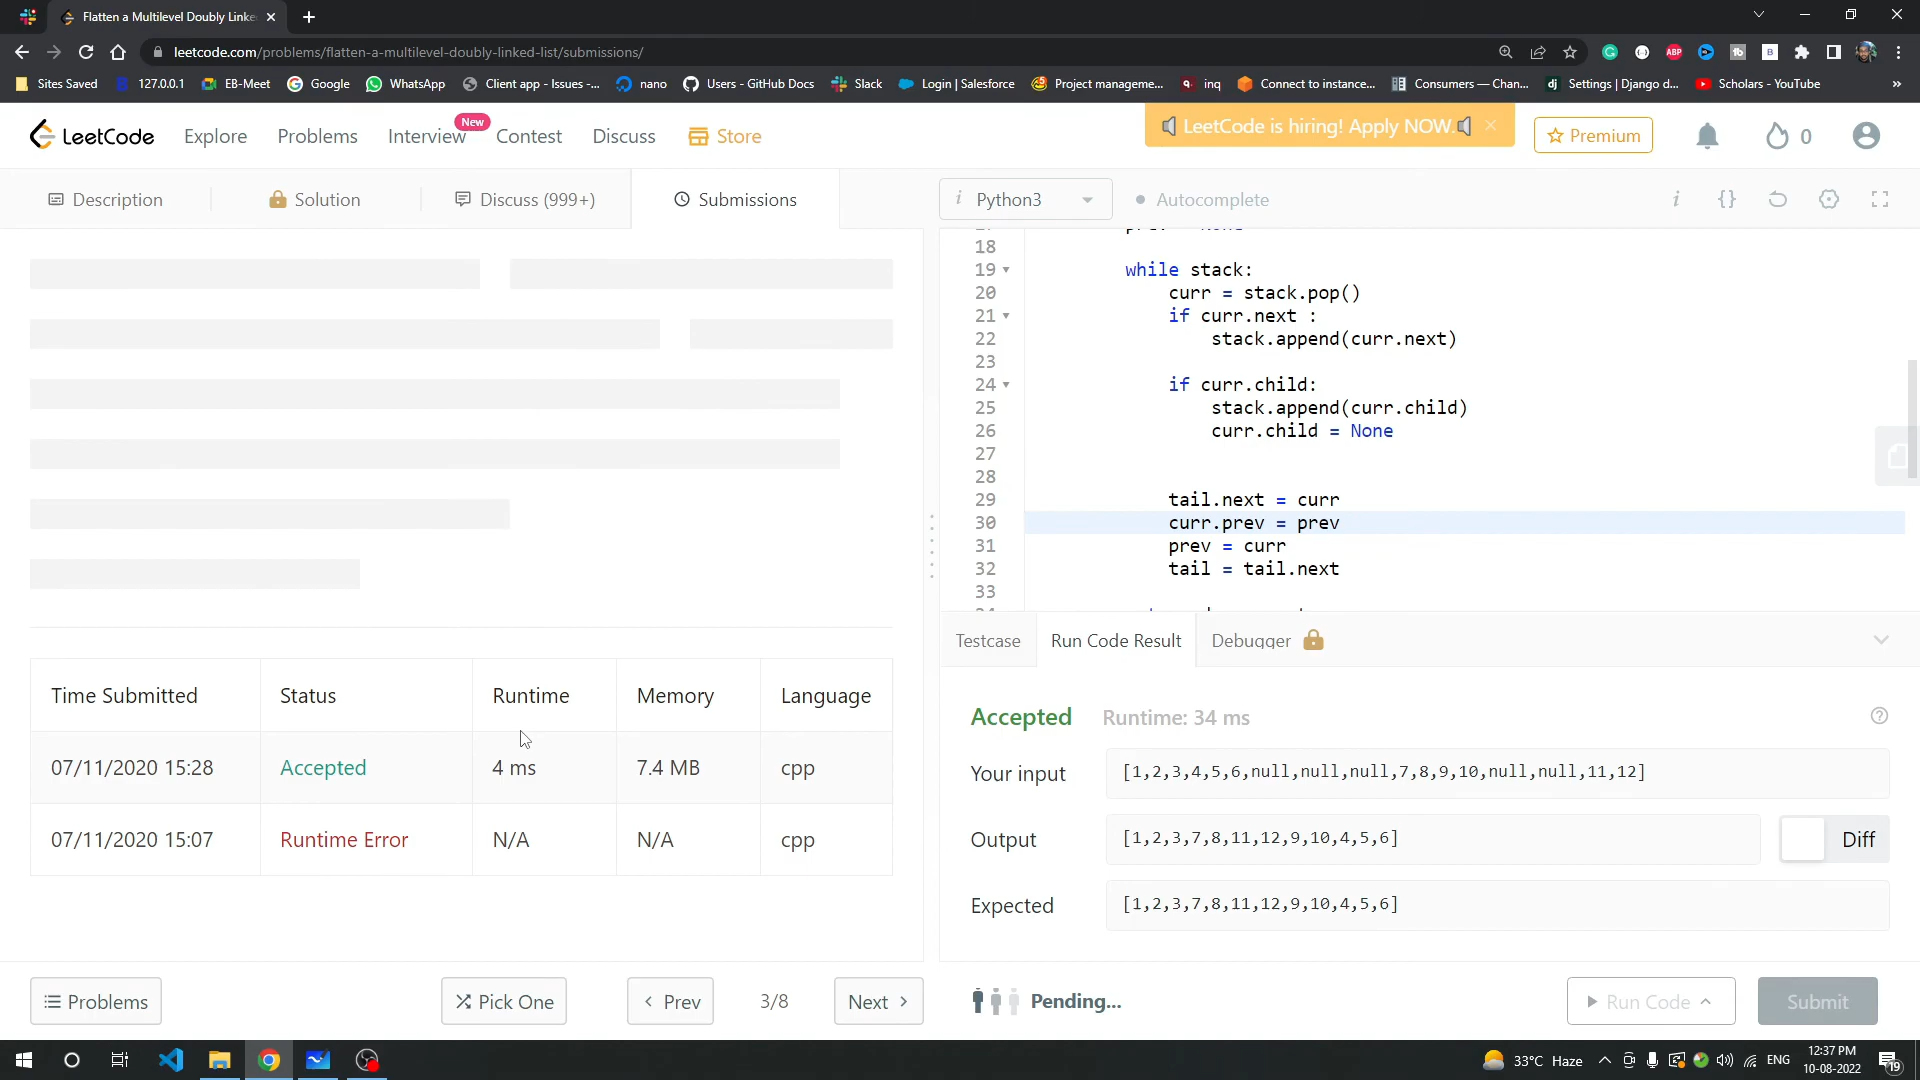 Flatten a Multilevel Doubly Linke
leetcode.com/problems/flatten-a-multilevel-doubly-linked-list/submissions/
ABP
B
Sites Saved
127.0.0.1
EB-Meet
Google
WhatsApp
Client app - Issues -...
nano
Users - GitHub Docs
Slack
Login | Salesforce
Project manageme...
inq
Connect to instance...
Consumers — Chan...
dj Settings | Django d...
Scholars - YouTube
»
LeetCode
Explore
Problems
Interview
New
Contest
Discuss
Store
LeetCode is hiring! Apply NOW.
Premium
0
Description
Solution
Discuss (999+)
Submissions
i Python3
Autocomplete
i {}
18
19 while stack:
20 curr = stack.pop()
21 if curr.next :
22 stack.append(curr.next)
23
24 if curr.child:
25 stack.append(curr.child)
26 curr.child = None
27
28
29 tail.next = curr
30 curr.prev = prev
31 prev = curr
32 tail = tail.next
33
Testcase
Run Code Result
Debugger
Accepted Runtime: 34 ms
Your input [1,2,3,4,5,6,null,null,null,7,8,9,10,null,null,11,12]
Output [1,2,3,7,8,11,12,9,10,4,5,6]
Diff
Expected [1,2,3,7,8,11,12,9,10,4,5,6]
Time Submitted Status Runtime Memory Language
07/11/2020 15:28 Accepted 4 ms 7.4 MB cpp
07/11/2020 15:07 Runtime Error N/A N/A cpp
Problems
Pick One
Prev
3/8
Next
Pending...
Run Code
Submit
33°C Haze
ENG
12:37 PM
10-08-2022
19